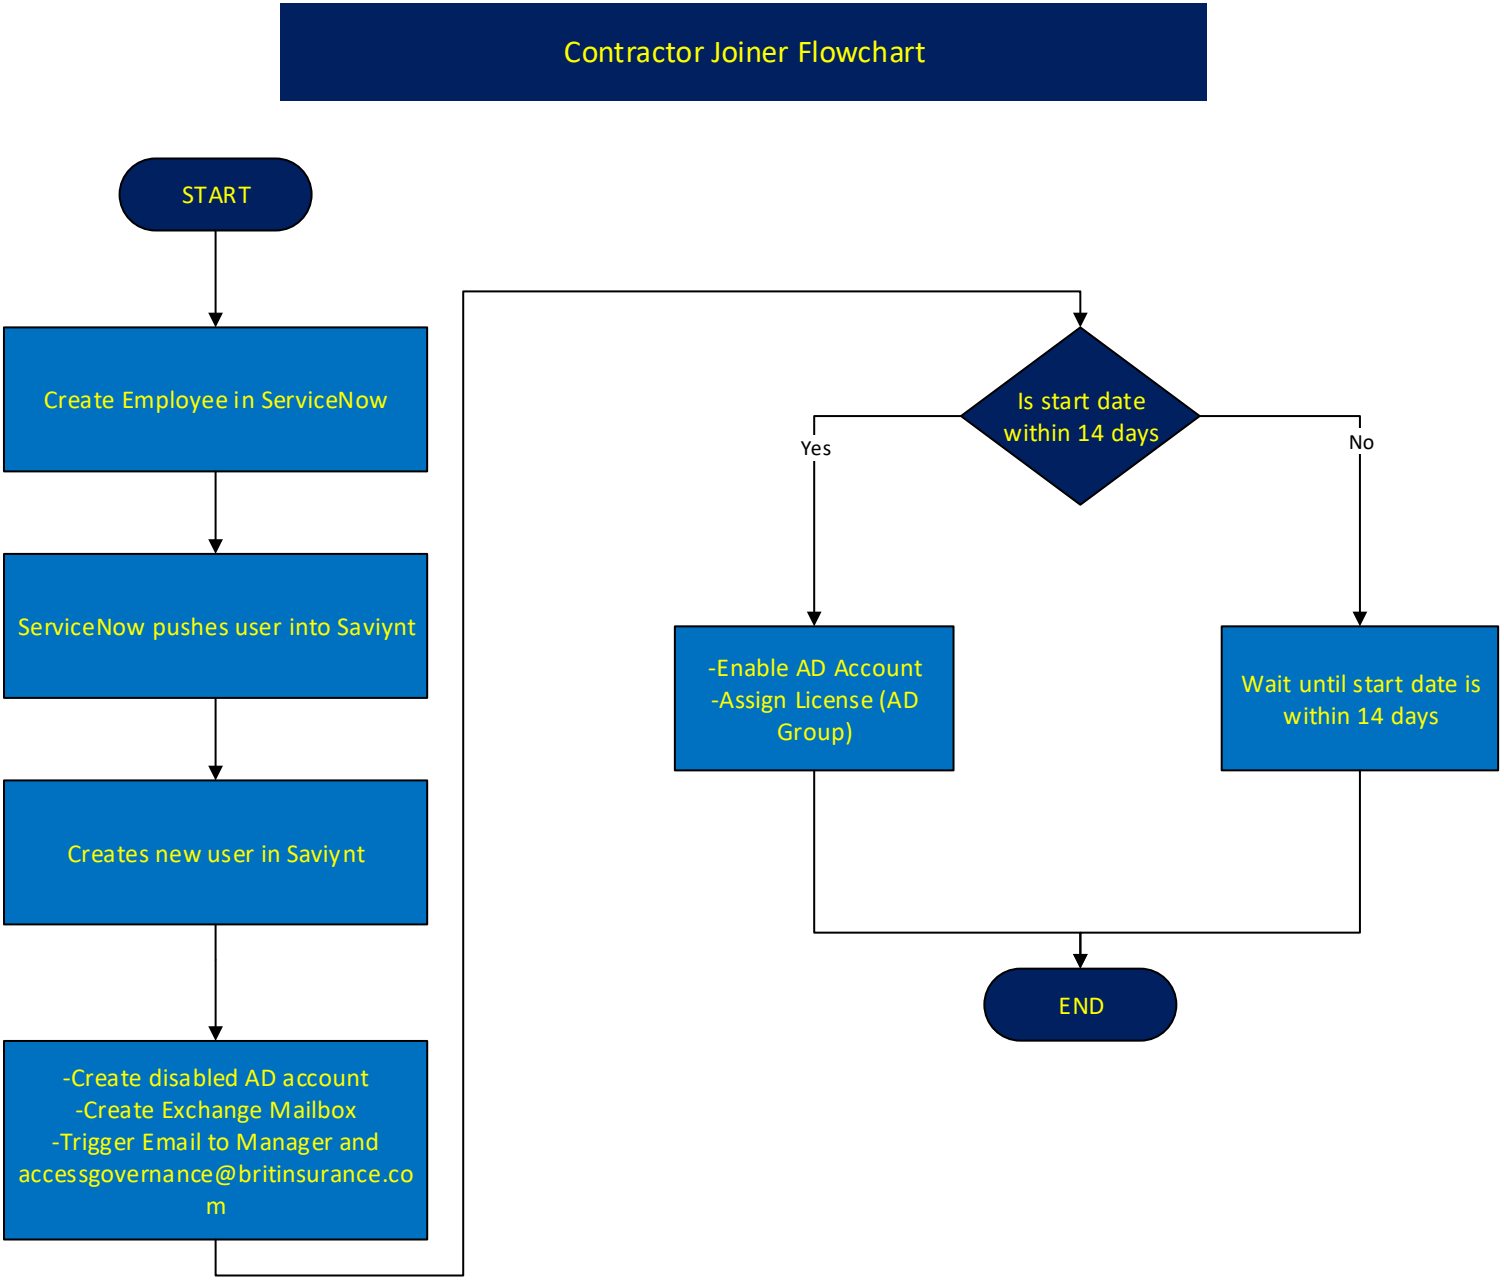 Contractor Joiner Flowchart
START
Create Employee in ServiceNow
ServiceNow pushes user into Saviynt
Creates new user in Saviynt
-Create disabled AD account
-Create Exchange Mailbox
-Trigger Email to Manager and
accessgovernance@britinsurance.co
m
Is start date
within 14 days
Yes
No
-Enable AD Account
-Assign License (AD
Group)
Wait until start date is
within 14 days
END